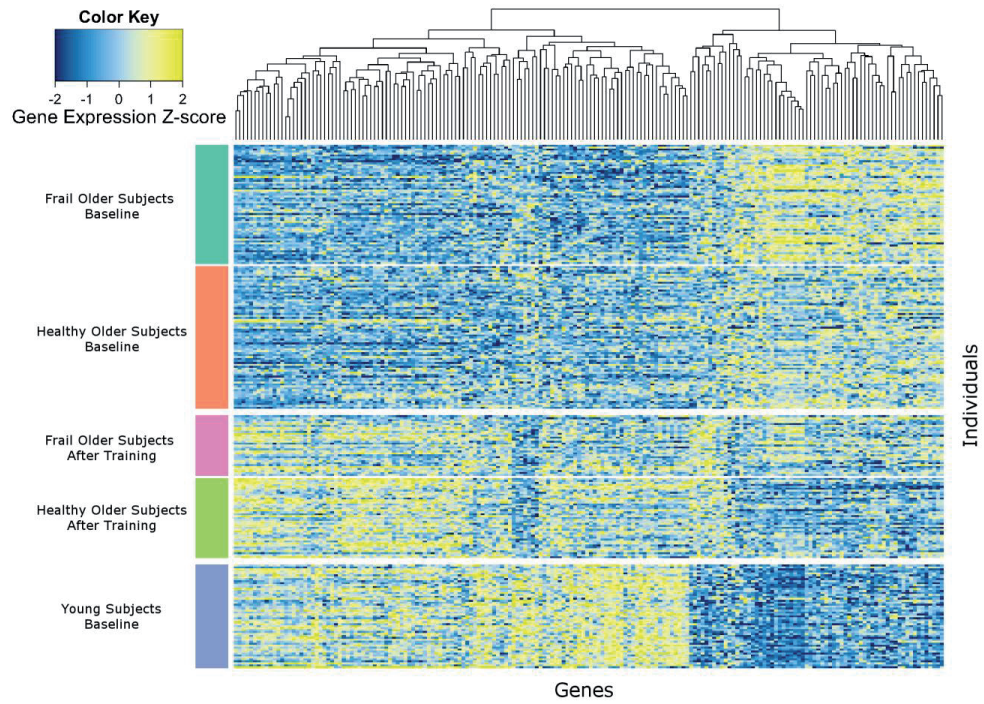 Color Key
-2 -1 0 1 2
Gene Expression Z-score
Frail Older Subjects
Baseline
Healthy Older Subjects
Baseline
Frail Older Subjects
After Training
Healthy Older Subjects
After Training
Young Subjects
Baseline
Individuals
Genes